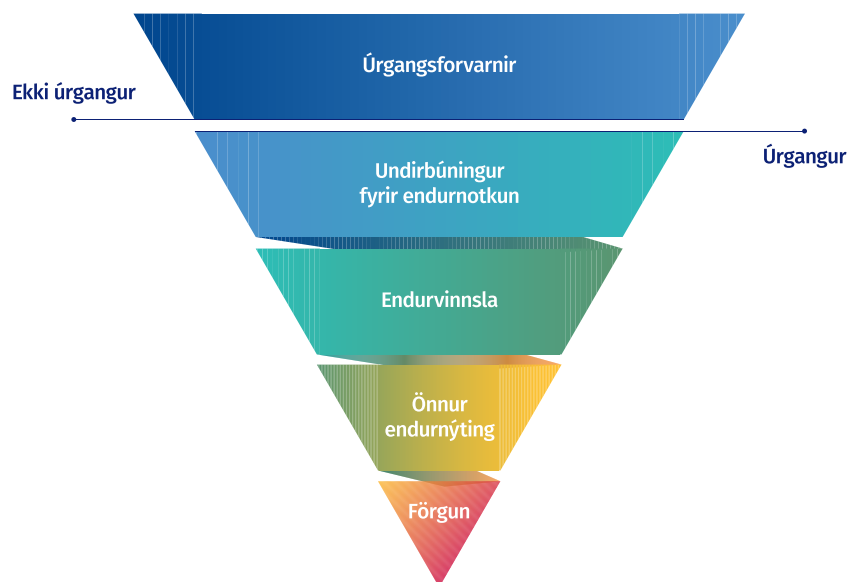 Úrgangsforvarnir
Ekki úrgangur
Úrgangur
Undirbúningur
fyrir endurnotkun
Endurvinnsla
Önnur
endurnýting
Förgun